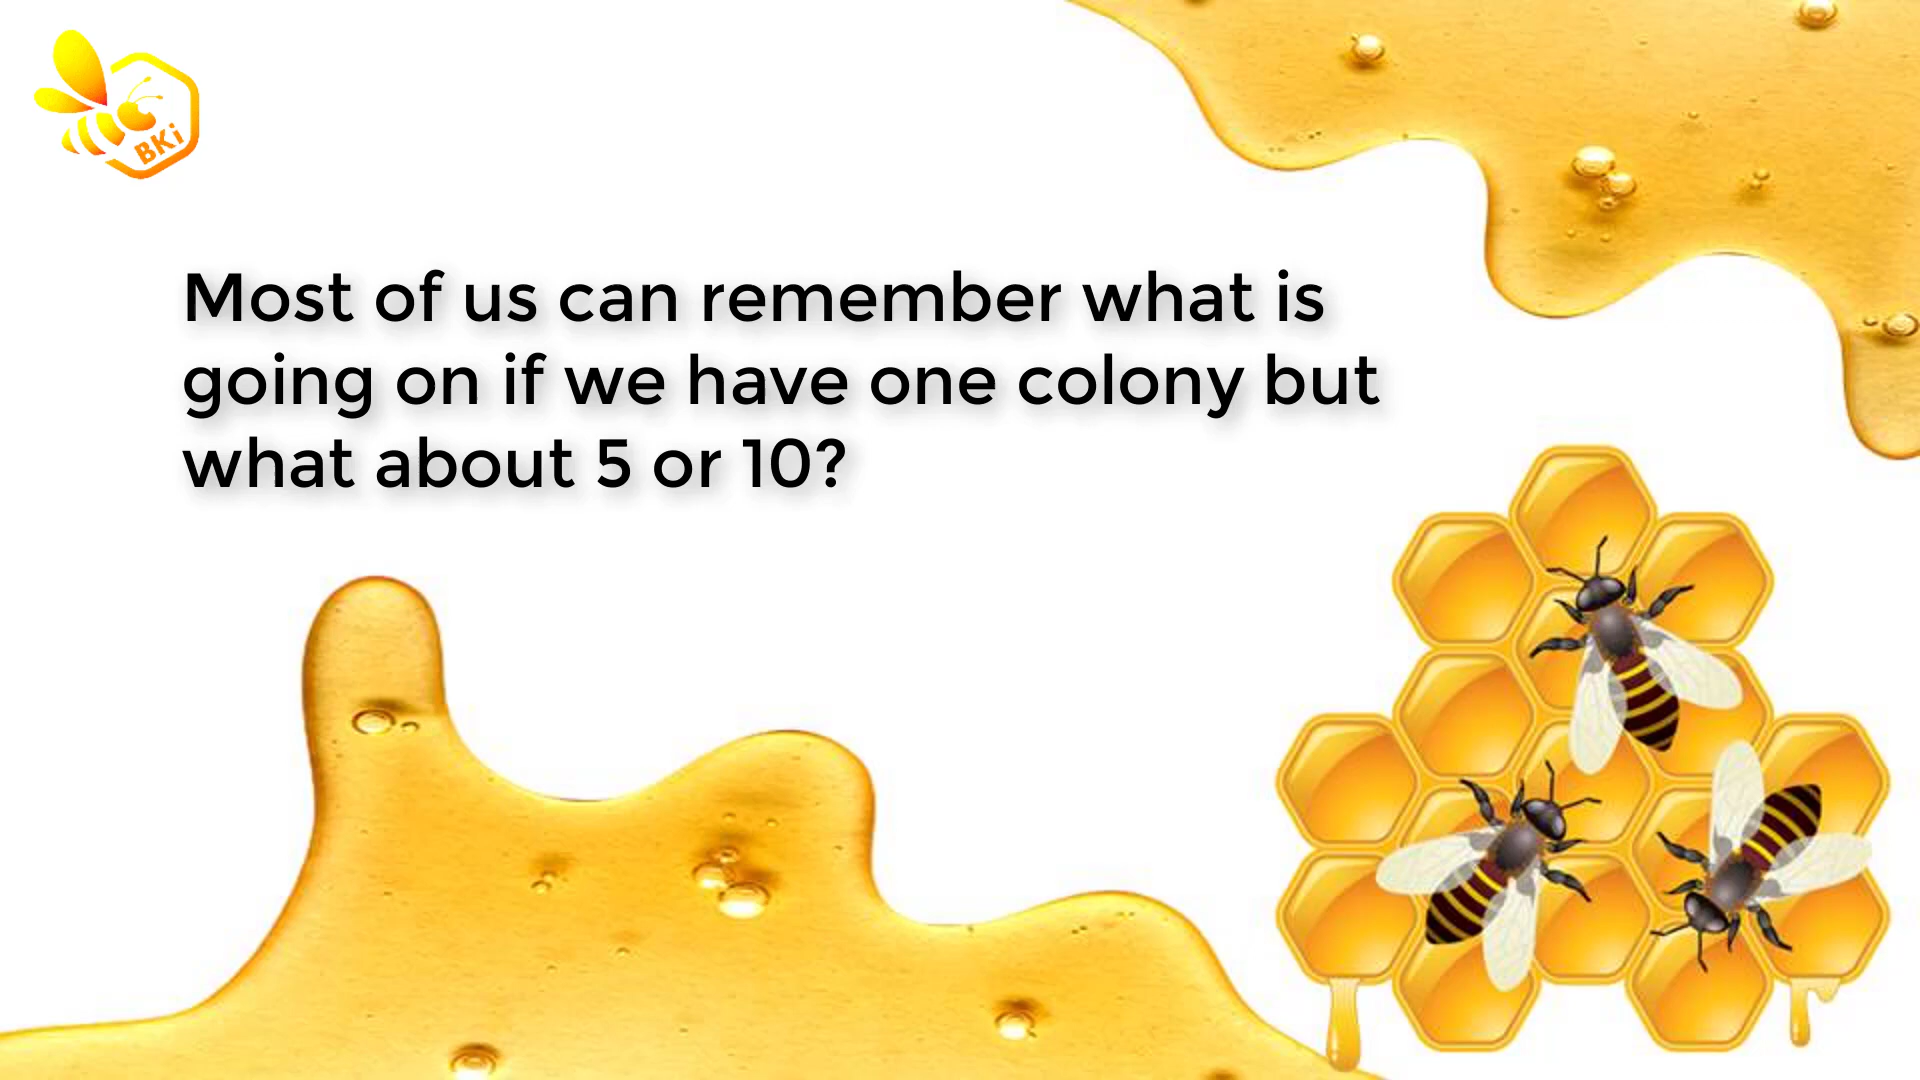 BKi
Most of us can remember what is
going on if we have one colony but
what about 5 or 10?